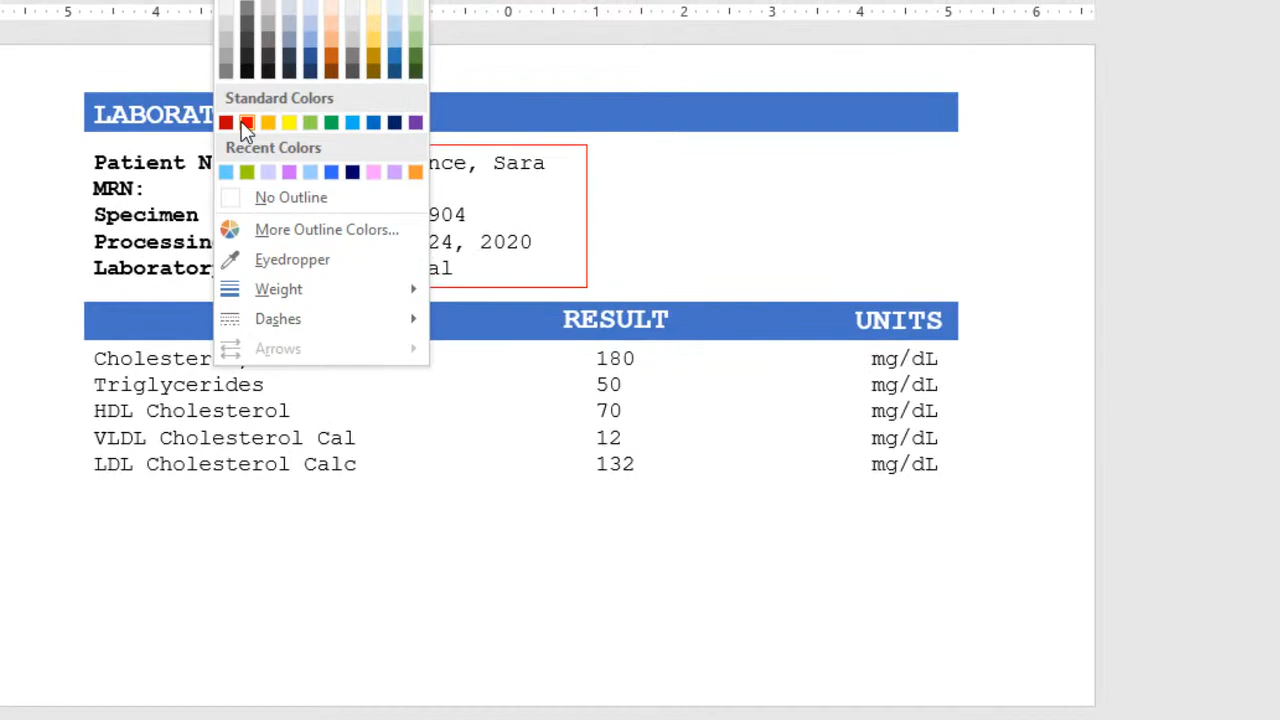 5 4 0 1 2 3 4 5 6
Standard Colors
Recent Colors
No Outline
More Outline Colors...
Eyedropper
Weight
Dashes
Arrows
LABORAT
Patient N nce, Sara
MRN:
Specimen 904
Processin 24, 2020
Laboratory al
RESULT UNITS
Cholester 180 mg/dL
Triglycerides 50 mg/dL
HDL Cholesterol 70 mg/dL
VLDL Cholesterol Cal 12 mg/dL
LDL Cholesterol Calc 132 mg/dL